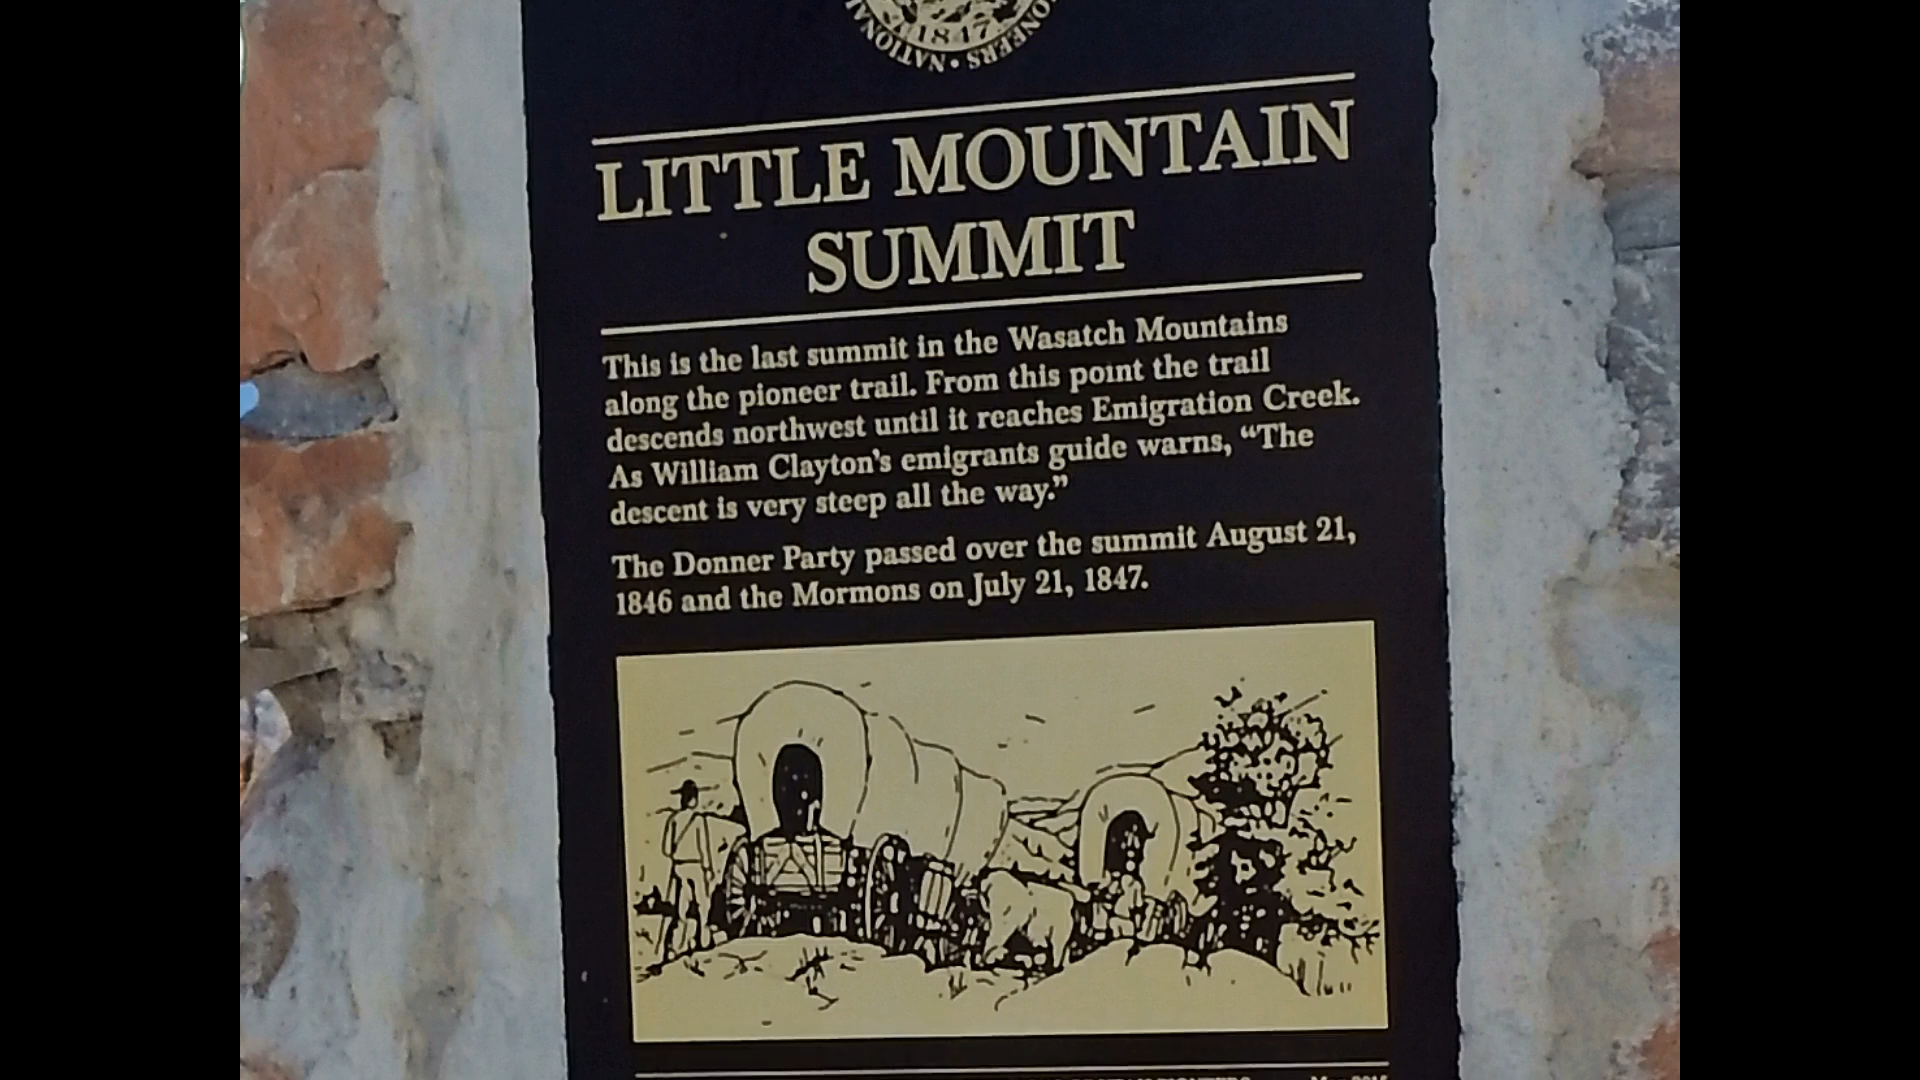 1847
PIONEERS • NATIONAL
LITTLE MOUNTAIN
SUMMIT
This is the last summit in the Wasatch Mountains
along the pioneer trail. From this point the trail
descends northwest until it reaches Emigration Creek.
As William Clayton's emigrants guide warns, “The
descent is very steep all the way.”
The Donner Party passed over the summit August 21,
1846 and the Mormons on July 21, 1847.